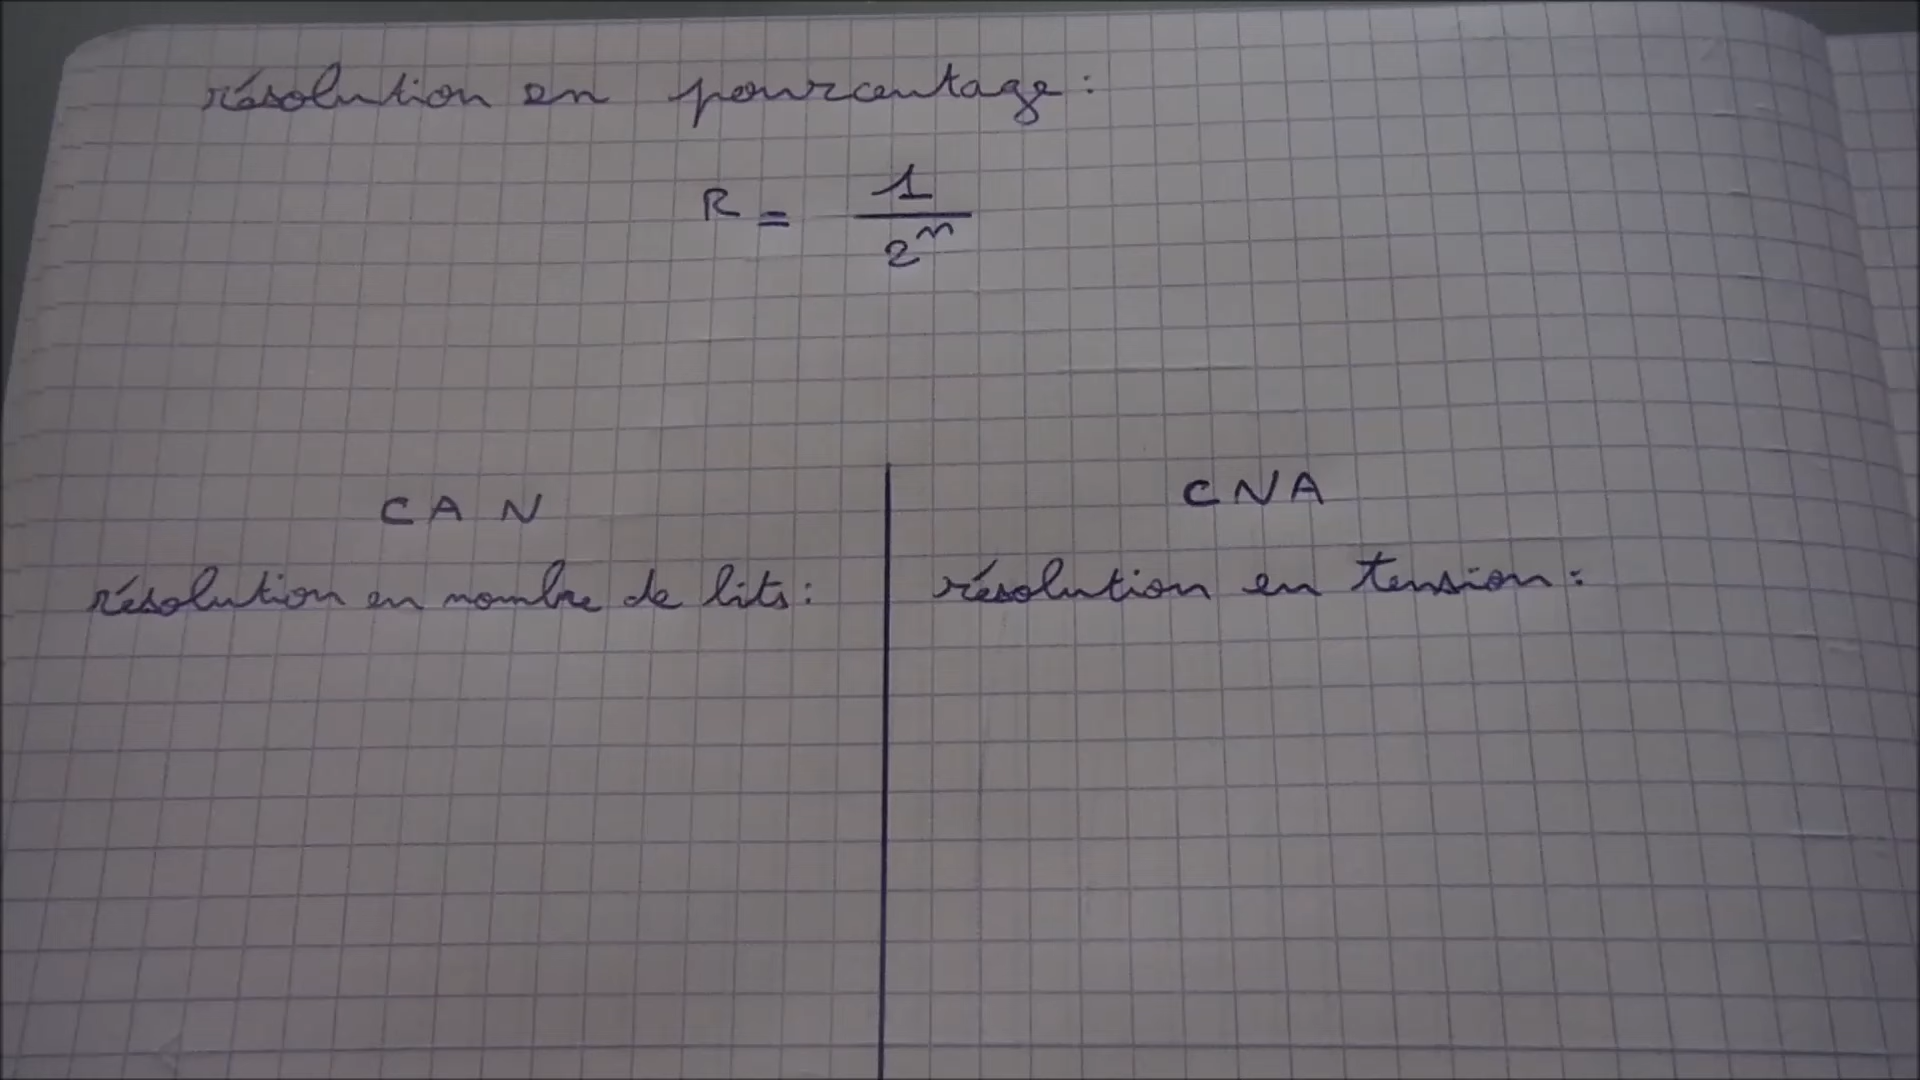 résolution en pourcentage :
R = 1/2^n
CAN
résolution en nombre de bits :
CNA
résolution en tension :